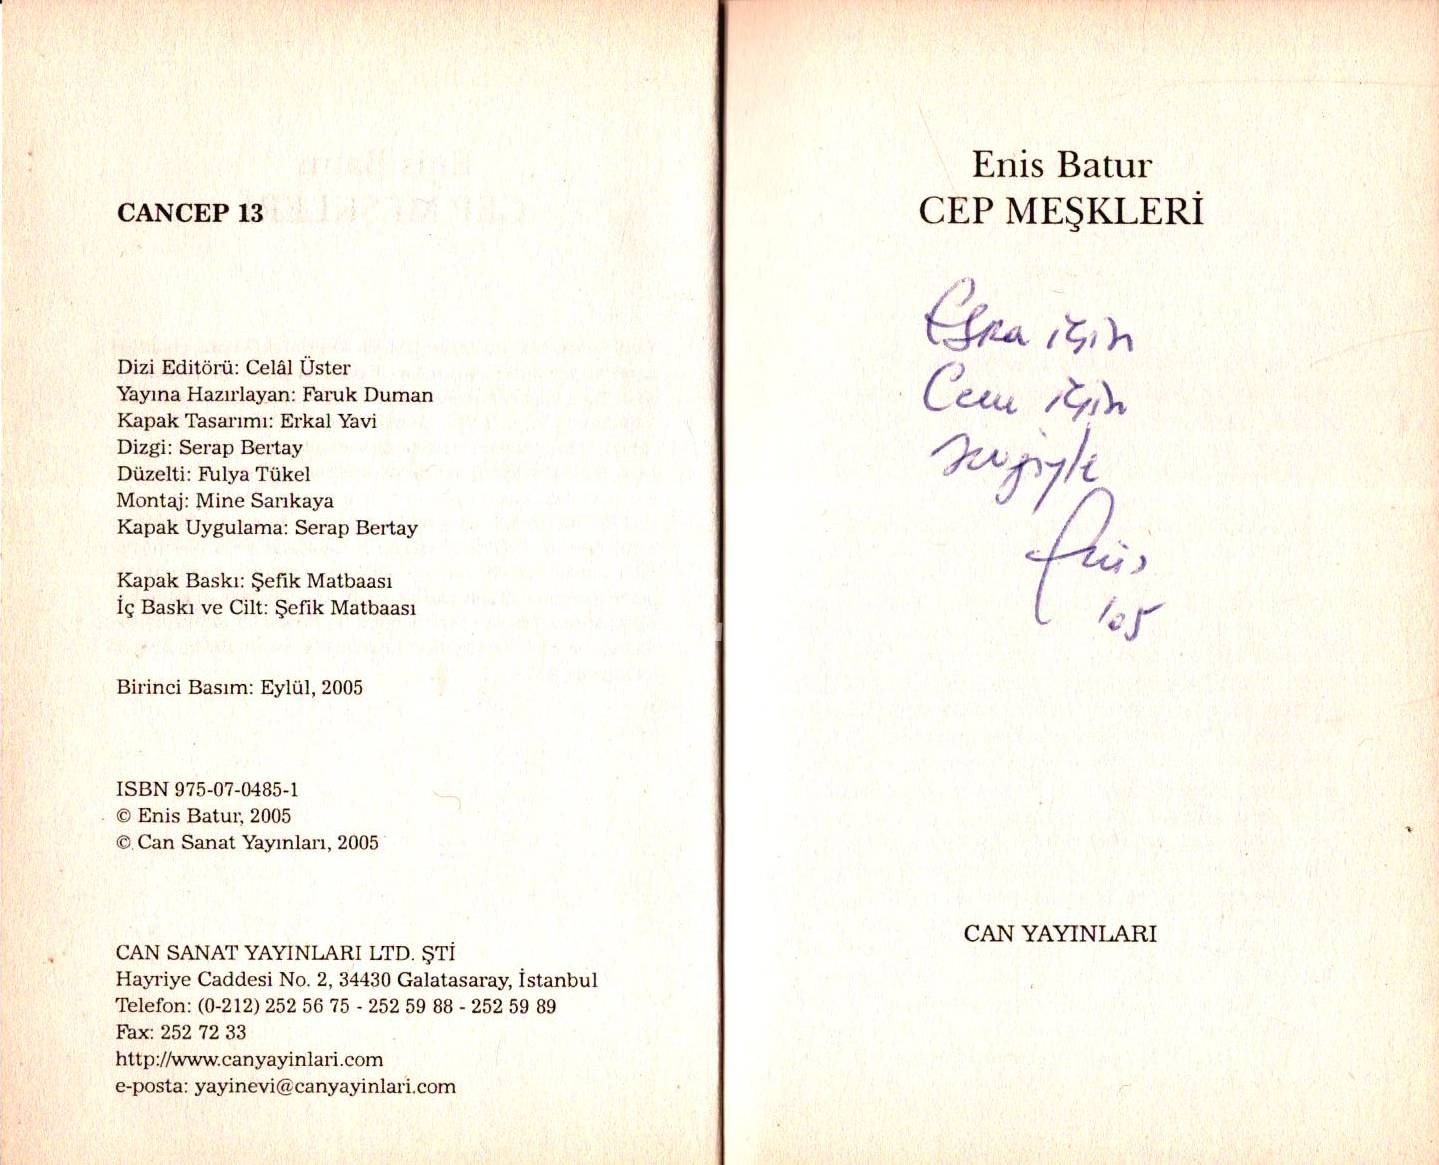 CANCEP 13
Dizi Editörü: Celâl Üster
Yayına Hazırlayan: Faruk Duman
Kapak Tasarımı: Erkal Yavi
Dizgi: Serap Bertay
Düzelti: Fulya Tükel
Montaj: Mine Sarıkaya
Kapak Uygulama: Serap Bertay
Kapak Baskı: Şefik Matbaası
İç Baskı ve Cilt: Şefik Matbaası
Birinci Basım: Eylül, 2005
ISBN 975-07-0485-1
© Enis Batur, 2005
© Can Sanat Yayınları, 2005
CAN SANAT YAYINLARI LTD. ŞTİ
Hayriye Caddesi No. 2, 34430 Galatasaray, İstanbul
Telefon: (0-212) 252 56 75 - 252 59 88 - 252 59 89
Fax: 252 72 33
http://www.canyayinlari.com
e-posta: yayinevi@canyayinlari.com
Enis Batur
CEP MEŞKLERİ
Esra için
Cem için
sevgiyle
Enis
'05
CAN YAYINLARI